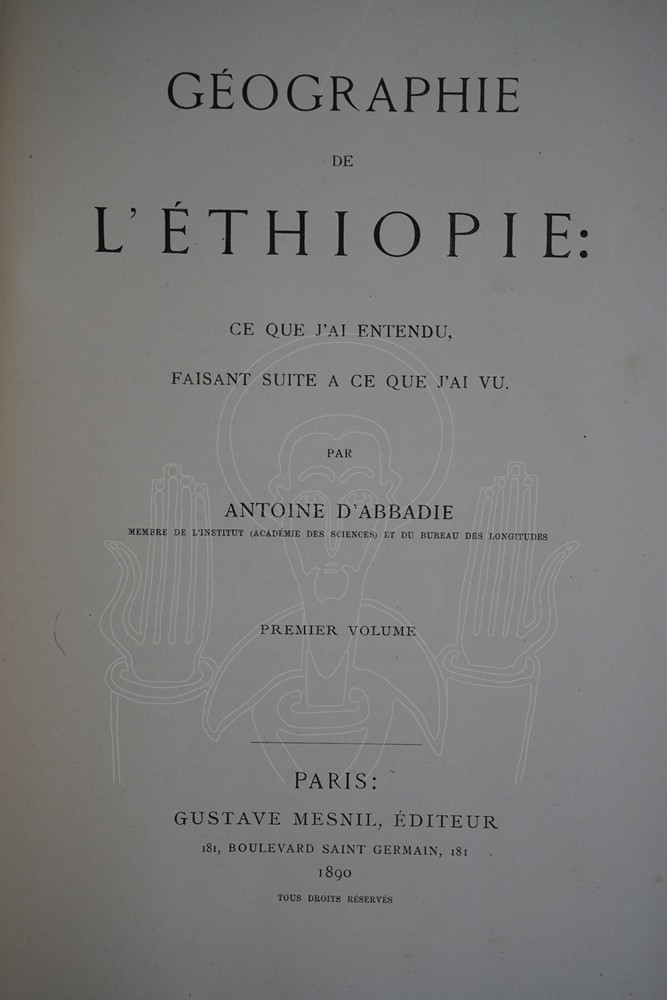 GÉOGRAPHIE
DE
L'ÉTHIOPIE:
CE QUE J'AI ENTENDU,
FAISANT SUITE A CE QUE J'AI VU.
PAR
ANTOINE D'ABBADIE
MEMBRE DE L'INSTITUT (ACADÉMIE DES SCIENCES) ET DU BUREAU DES LONGITUDES
PREMIER VOLUME
PARIS:
GUSTAVE MESNIL, ÉDITEUR
181, BOULEVARD SAINT GERMAIN, 181
1890
TOUS DROITS RÉSERVÉS